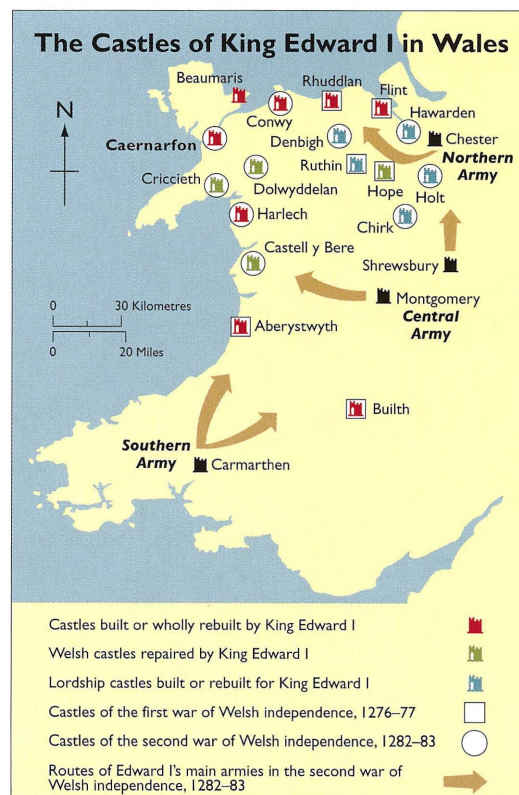 The Castles of King Edward I in Wales
Beaumaris
Rhuddlan
Flint
N
Conwy
Hawarden
Denbigh
Chester
Caernarfon
Northern
Army
Ruthin
Criccieth
Dolwyddelan
Hope
Holt
Harlech
Chirk
Castell y Bere
Shrewsbury
0 30 Kilometres
0 20 Miles
Montgomery
Central
Army
Aberystwyth
Builth
Southern
Army
Carmarthen
Castles built or wholly rebuilt by King Edward I
Welsh castles repaired by King Edward I
Lordship castles built or rebuilt for King Edward I
Castles of the first war of Welsh independence, 1276–77
Castles of the second war of Welsh independence, 1282–83
Routes of Edward I's main armies in the second war of
Welsh independence, 1282–83